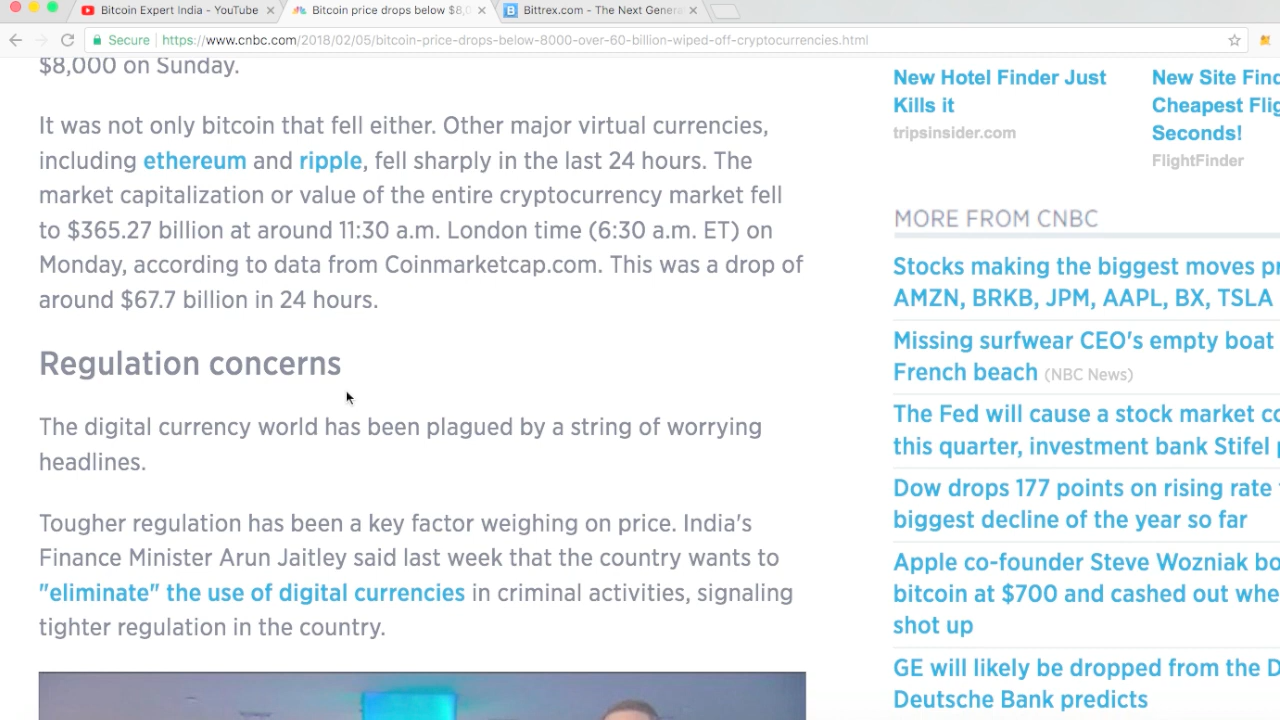 Bitcoin Expert India - YouTube
Bitcoin price drops below $8,0
Bittrex.com - The Next Genera
Secure
https://www.cnbc.com/2018/02/05/bitcoin-price-drops-below-8000-over-60-billion-wiped-off-cryptocurrencies.html
$8,000 on Sunday.
It was not only bitcoin that fell either. Other major virtual currencies,
including ethereum and ripple, fell sharply in the last 24 hours. The
market capitalization or value of the entire cryptocurrency market fell
to $365.27 billion at around 11:30 a.m. London time (6:30 a.m. ET) on
Monday, according to data from Coinmarketcap.com. This was a drop of
around $67.7 billion in 24 hours.
Regulation concerns
The digital currency world has been plagued by a string of worrying
headlines.
Tougher regulation has been a key factor weighing on price. India's
Finance Minister Arun Jaitley said last week that the country wants to
"eliminate" the use of digital currencies in criminal activities, signaling
tighter regulation in the country.
New Hotel Finder Just
Kills it
tripsinsider.com
New Site Find
Cheapest Flig
Seconds!
FlightFinder
MORE FROM CNBC
Stocks making the biggest moves pr
AMZN, BRKB, JPM, AAPL, BX, TSLA
Missing surfwear CEO's empty boat
French beach (NBC News)
The Fed will cause a stock market co
this quarter, investment bank Stifel p
Dow drops 177 points on rising rate
biggest decline of the year so far
Apple co-founder Steve Wozniak bo
bitcoin at $700 and cashed out whe
shot up
GE will likely be dropped from the D
Deutsche Bank predicts